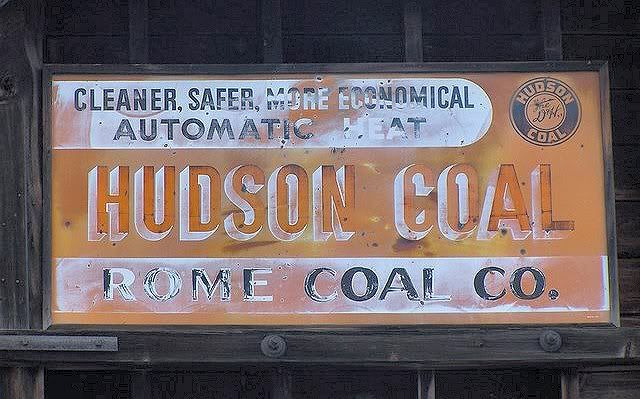 CLEANER, SAFER, MORE ECONOMICAL
AUTOMATIC HEAT
HUDSON
COAL
HUDSON COAL
ROME COAL CO.